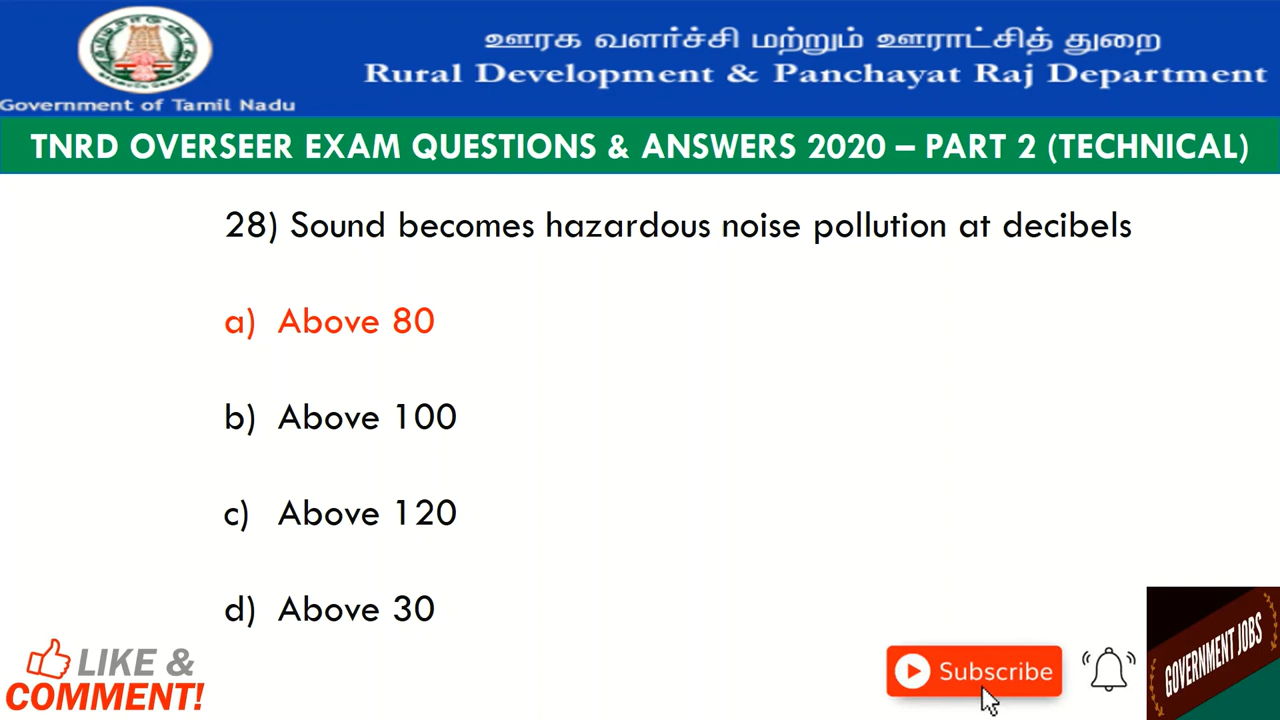 ஊரக வளர்ச்சி மற்றும் ஊராட்சித் துறை
Rural Development & Panchayat Raj Department
Government of Tamil Nadu
TNRD OVERSEER EXAM QUESTIONS & ANSWERS 2020 – PART 2 (TECHNICAL)
28) Sound becomes hazardous noise pollution at decibels
a) Above 80
b) Above 100
c) Above 120
d) Above 30
LIKE &
COMMENT!
Subscribe
GOVERNMENT JOBS